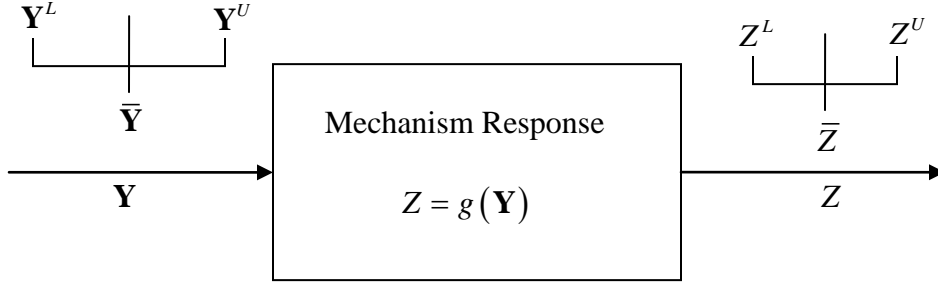 Y^L Y^U
Ȳ
Y
Mechanism Response
Z = g(Y)
Z^L Z^U
Z̄
Z